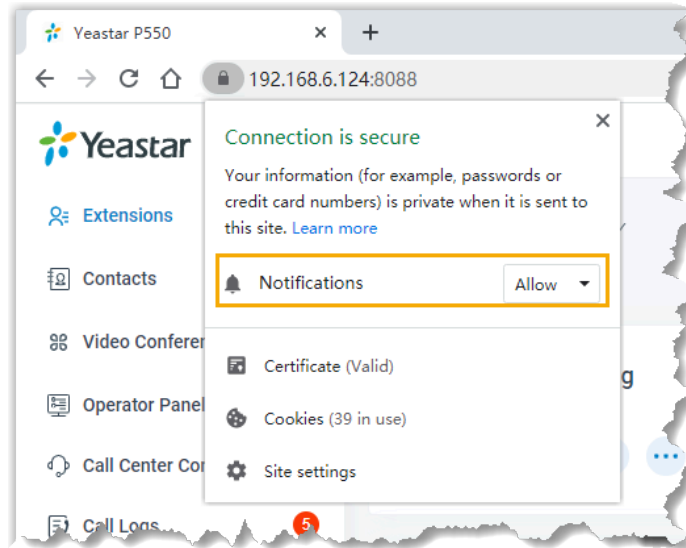 Yeastar P550
192.168.6.124:8088
Yeastar
Connection is secure
Your information (for example, passwords or
credit card numbers) is private when it is sent to
this site. Learn more
Extensions
Notifications
Allow
Contacts
Video Conferen
Certificate (Valid)
g
Operator Panel
Cookies (39 in use)
Call Center Con
Site settings
Call Logs
5